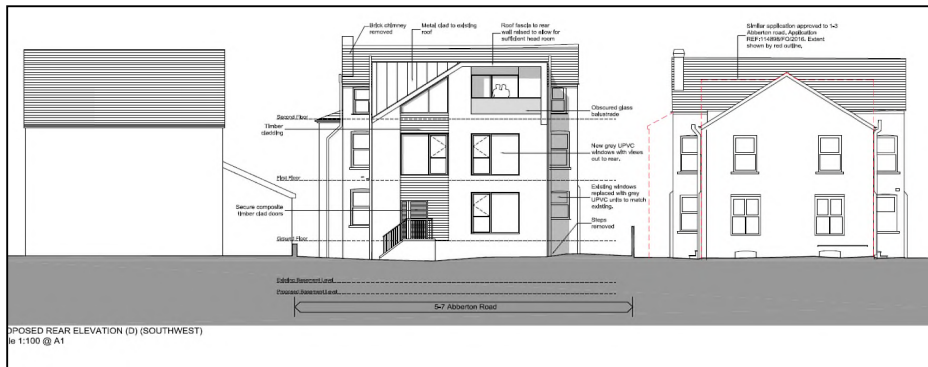 Brick chimney
removed
Metal clad to existing
roof
Roof fascia to rear
wall raised to allow for
sufficient head room
Similar application approved to 1-3
Abberton road. Application
REF:114898/FO/2016. Extent
shown by red outline.
Second Floor
Obscured glass
balustrade
Timber
cladding
New grey UPVC
windows with views
out to rear.
First Floor
Existing windows
replaced with grey
UPVC units to match
existing.
Secure composite
timber clad doors
Steps
removed
Ground Floor
Existing Basement Level
Proposed Basement Level
5-7 Abberton Road
OPOSED REAR ELEVATION (D) (SOUTHWEST)
le 1:100 @ A1